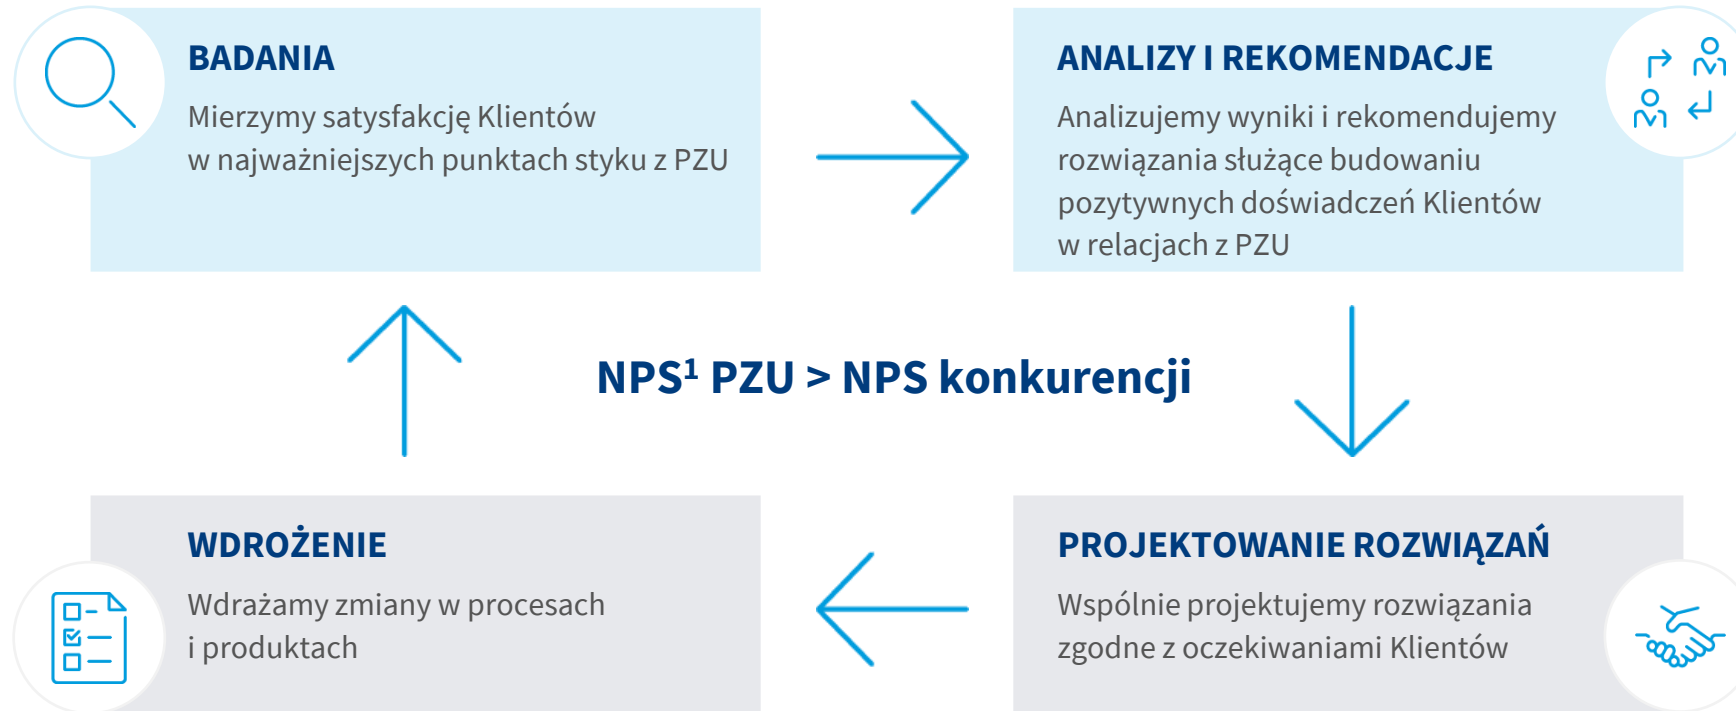 BADANIA
Mierzymy satysfakcję Klientów
w najważniejszych punktach styku z PZU
ANALIZY I REKOMENDACJE
Analizujemy wyniki i rekomendujemy
rozwiązania służące budowaniu
pozytywnych doświadczeń Klientów
w relacjach z PZU
NPS¹ PZU > NPS konkurencji
WDROŻENIE
Wdrażamy zmiany w procesach
i produktach
PROJEKTOWANIE ROZWIĄZAŃ
Wspólnie projektujemy rozwiązania
zgodne z oczekiwaniami Klientów